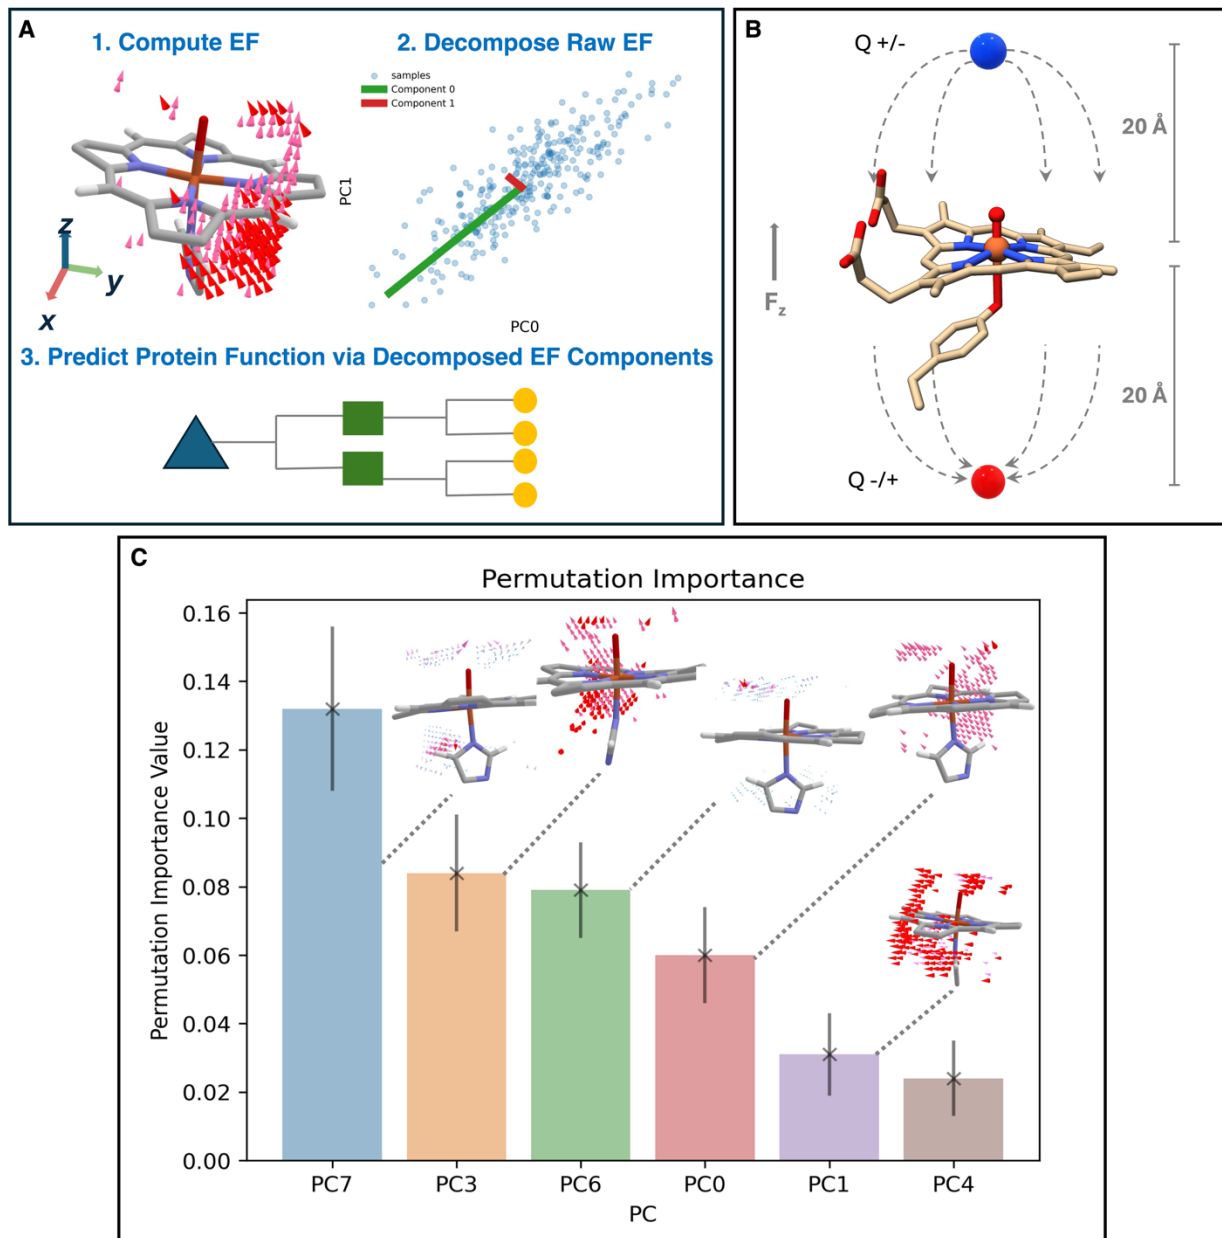 A
1. Compute EF
2. Decompose Raw EF
samples
Component 0
Component 1
PC1
PC0
z
y
x
3. Predict Protein Function via Decomposed EF Components
B
Q +/-
20 Å
Fz
20 Å
Q -/+
C
Permutation Importance
Permutation Importance Value
0.16
0.14
0.12
0.10
0.08
0.06
0.04
0.02
0.00
PC7 PC3 PC6 PC0 PC1 PC4
PC